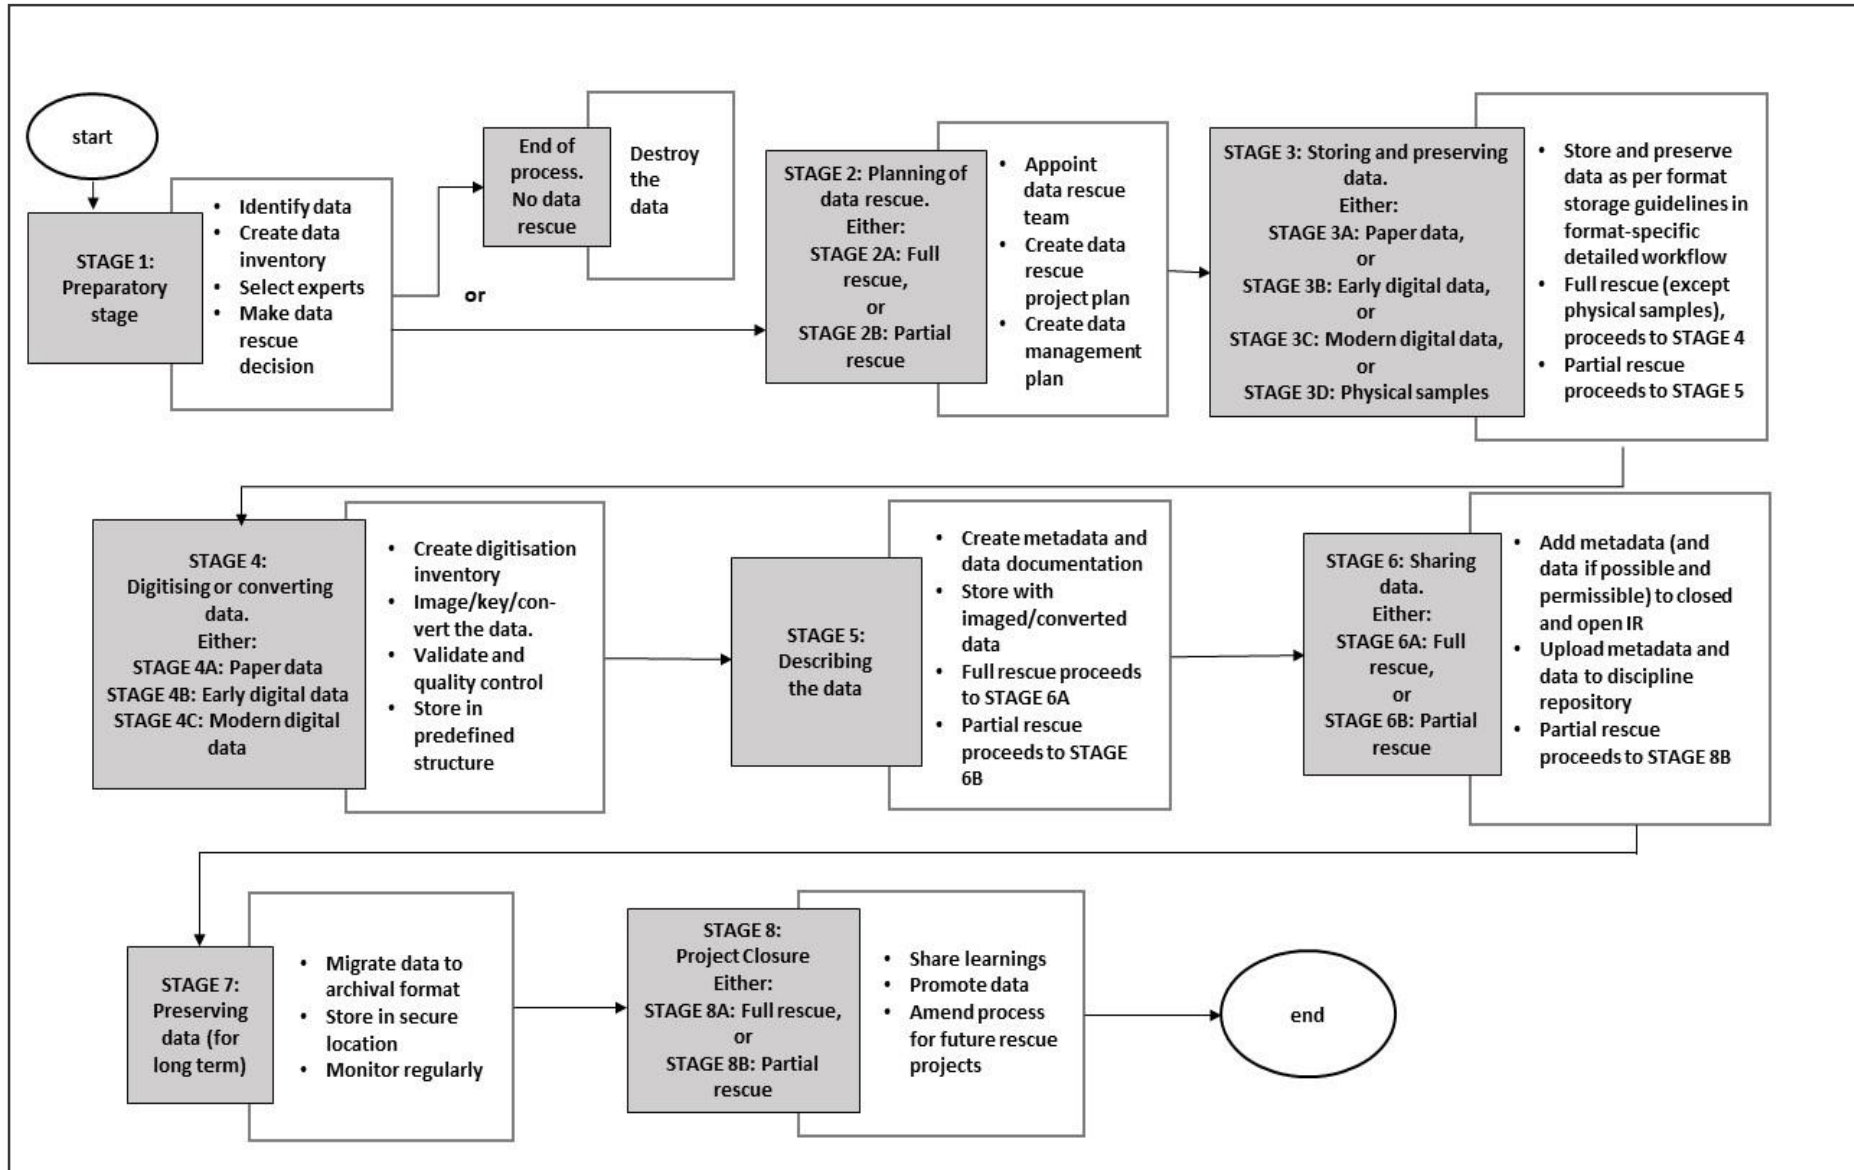 start
STAGE 1:
Preparatory
stage
• Identify data
• Create data
inventory
• Select experts
• Make data
rescue
decision
or
End of
process.
No data
rescue
Destroy
the
data
STAGE 2: Planning of
data rescue.
Either:
STAGE 2A: Full
rescue,
or
STAGE 2B: Partial
rescue
• Appoint
data rescue
team
• Create data
rescue
project plan
• Create data
management
plan
STAGE 3: Storing and preserving
data.
Either:
STAGE 3A: Paper data,
or
STAGE 3B: Early digital data,
or
STAGE 3C: Modern digital data,
or
STAGE 3D: Physical samples
• Store and preserve
data as per format
storage guidelines in
format-specific
detailed workflow
• Full rescue (except
physical samples),
proceeds to STAGE 4
• Partial rescue
proceeds to STAGE 5
STAGE 4:
Digitising or converting
data.
Either:
STAGE 4A: Paper data
STAGE 4B: Early digital data
STAGE 4C: Modern digital
data
• Create digitisation
inventory
• Image/key/con-
vert the data.
• Validate and
quality control
• Store in
predefined
structure
STAGE 5:
Describing
the data
• Create metadata and
data documentation
• Store with
imaged/converted
data
• Full rescue proceeds
to STAGE 6A
• Partial rescue
proceeds to STAGE
6B
STAGE 6: Sharing
data.
Either:
STAGE 6A: Full
rescue,
or
STAGE 6B: Partial
rescue
• Add metadata (and
data if possible and
permissible) to closed
and open IR
• Upload metadata and
data to discipline
repository
• Partial rescue
proceeds to STAGE 8B
STAGE 7:
Preserving
data (for
long term)
• Migrate data to
archival format
• Store in secure
location
• Monitor regularly
STAGE 8:
Project Closure
Either:
STAGE 8A: Full rescue,
or
STAGE 8B: Partial
rescue
• Share learnings
• Promote data
• Amend process
for future rescue
projects
end